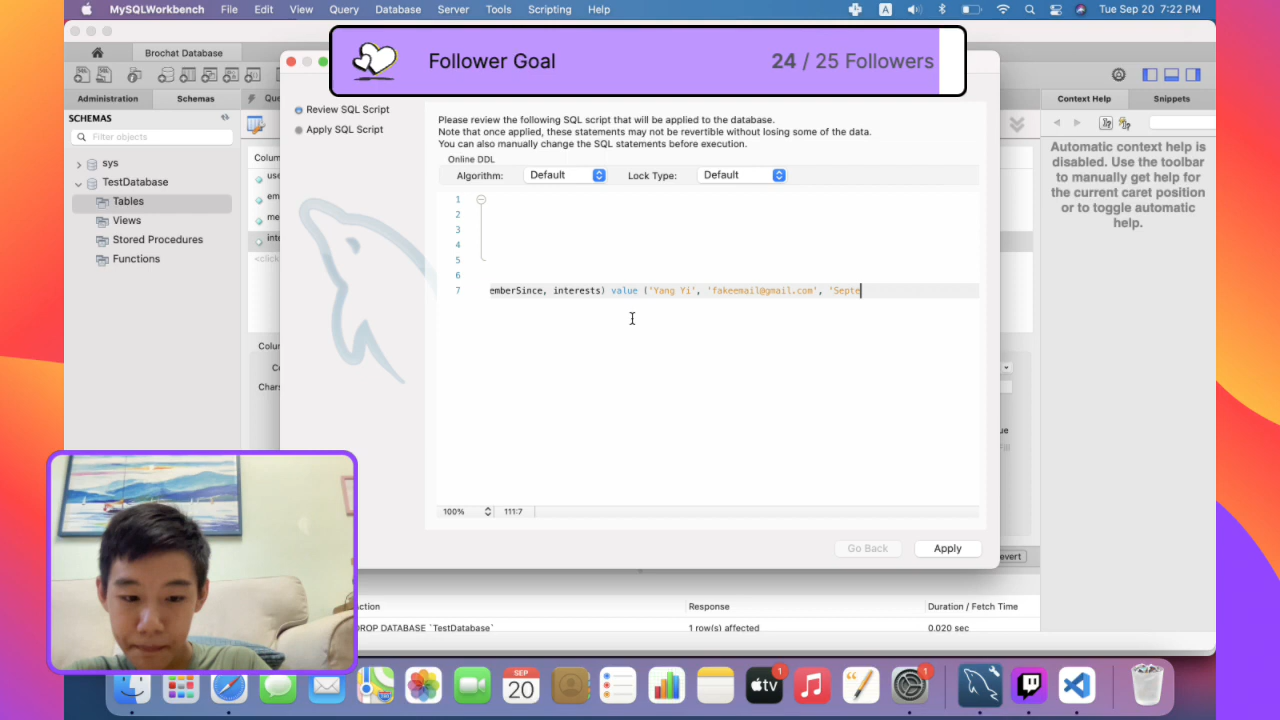 MySQLWorkbench File Edit View Query Database Server Tools Scripting Help
A
Tue Sep 20 7:22 PM
Follower Goal
24 / 25 Followers
Brochat Database
Administration
Schemas
SCHEMAS
Filter objects
sys
TestDatabase
Tables
Views
Stored Procedures
Functions
Review SQL Script
Apply SQL Script
Please review the following SQL script that will be applied to the database.
Note that once applied, these statements may not be revertible without losing some of the data.
You can also manually change the SQL statements before execution.
Online DDL
Algorithm:
Default
Lock Type:
Default
1
2
3
4
5
6
7
emberSince, interests) value ('Yang Yi', 'fakeemail@gmail.com', 'Septe
100%
111:7
Go Back
Apply
Context Help
Snippets
Automatic context help is
disabled. Use the toolbar
to manually get help for
the current caret position
or to toggle automatic
help.
evert
ction
Response
Duration / Fetch Time
DROP DATABASE `TestDatabase`
1 row(s) affected
0.020 sec
SEP
20
tv
1
1